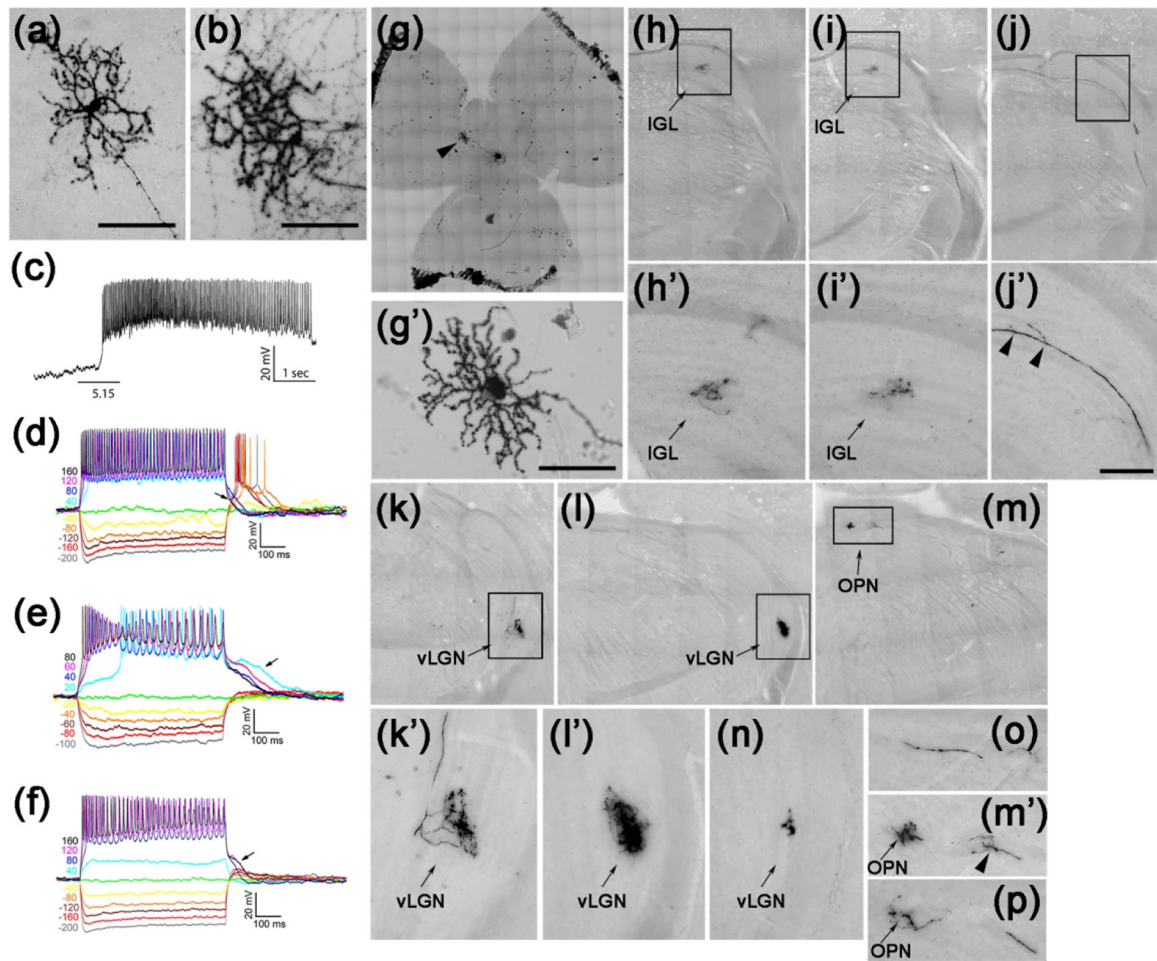 (a)
(b)
(c)
20 mV
1 sec
5.15
(d)
160
120
80
40
-40
-80
-120
-160
-200
20 mV
100 ms
(e)
80
60
40
20
-20
-40
-60
-80
-100
20 mV
100 ms
(f)
160
120
80
40
-40
-80
-120
-160
-200
20 mV
100 ms
(g)
(g')
(h)
IGL
(i)
IGL
(j)
(h')
IGL
(i')
IGL
(j')
(k)
vLGN
(l)
vLGN
(m)
OPN
(k')
vLGN
(l')
vLGN
(n)
vLGN
(o)
(m')
OPN
(p)
OPN